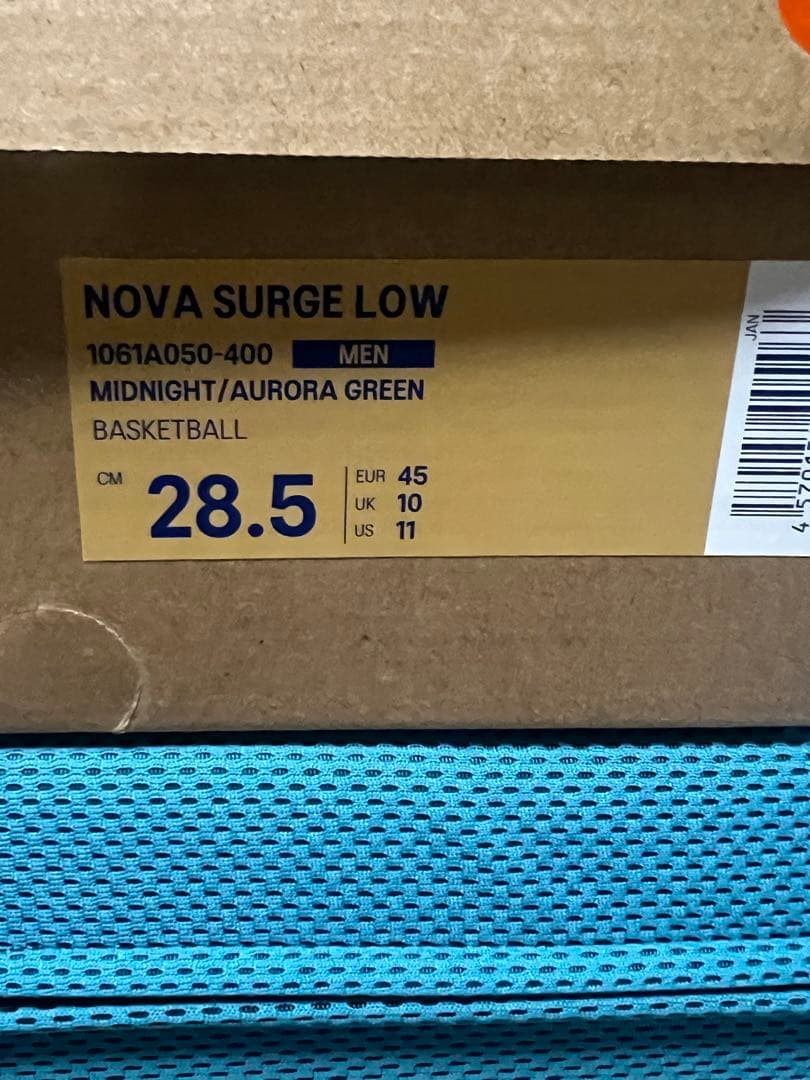 NOVA SURGE LOW
1061A050-400 MEN
MIDNIGHT/AURORA GREEN
BASKETBALL
CM 28.5
EUR 45
UK 10
US 11
JAN